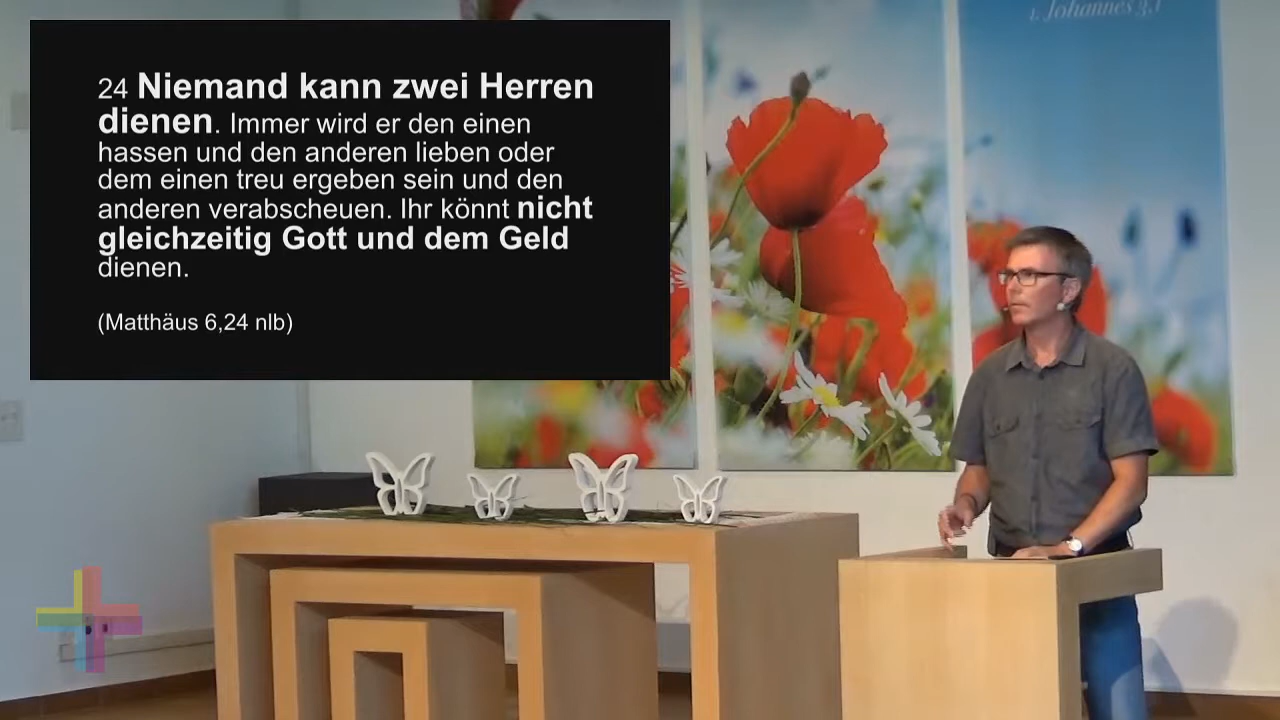 1. Johannes 3,1
24 Niemand kann zwei Herren
dienen. Immer wird er den einen
hassen und den anderen lieben oder
dem einen treu ergeben sein und den
anderen verabscheuen. Ihr könnt nicht
gleichzeitig Gott und dem Geld
dienen.
(Matthäus 6,24 nlb)